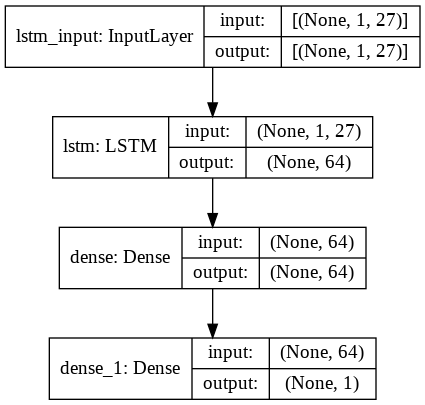 lstm_input: InputLayer
input:
[(None, 1, 27)]
output:
[(None, 1, 27)]
lstm: LSTM
input:
(None, 1, 27)
output:
(None, 64)
dense: Dense
input:
(None, 64)
output:
(None, 64)
dense_1: Dense
input:
(None, 64)
output:
(None, 1)